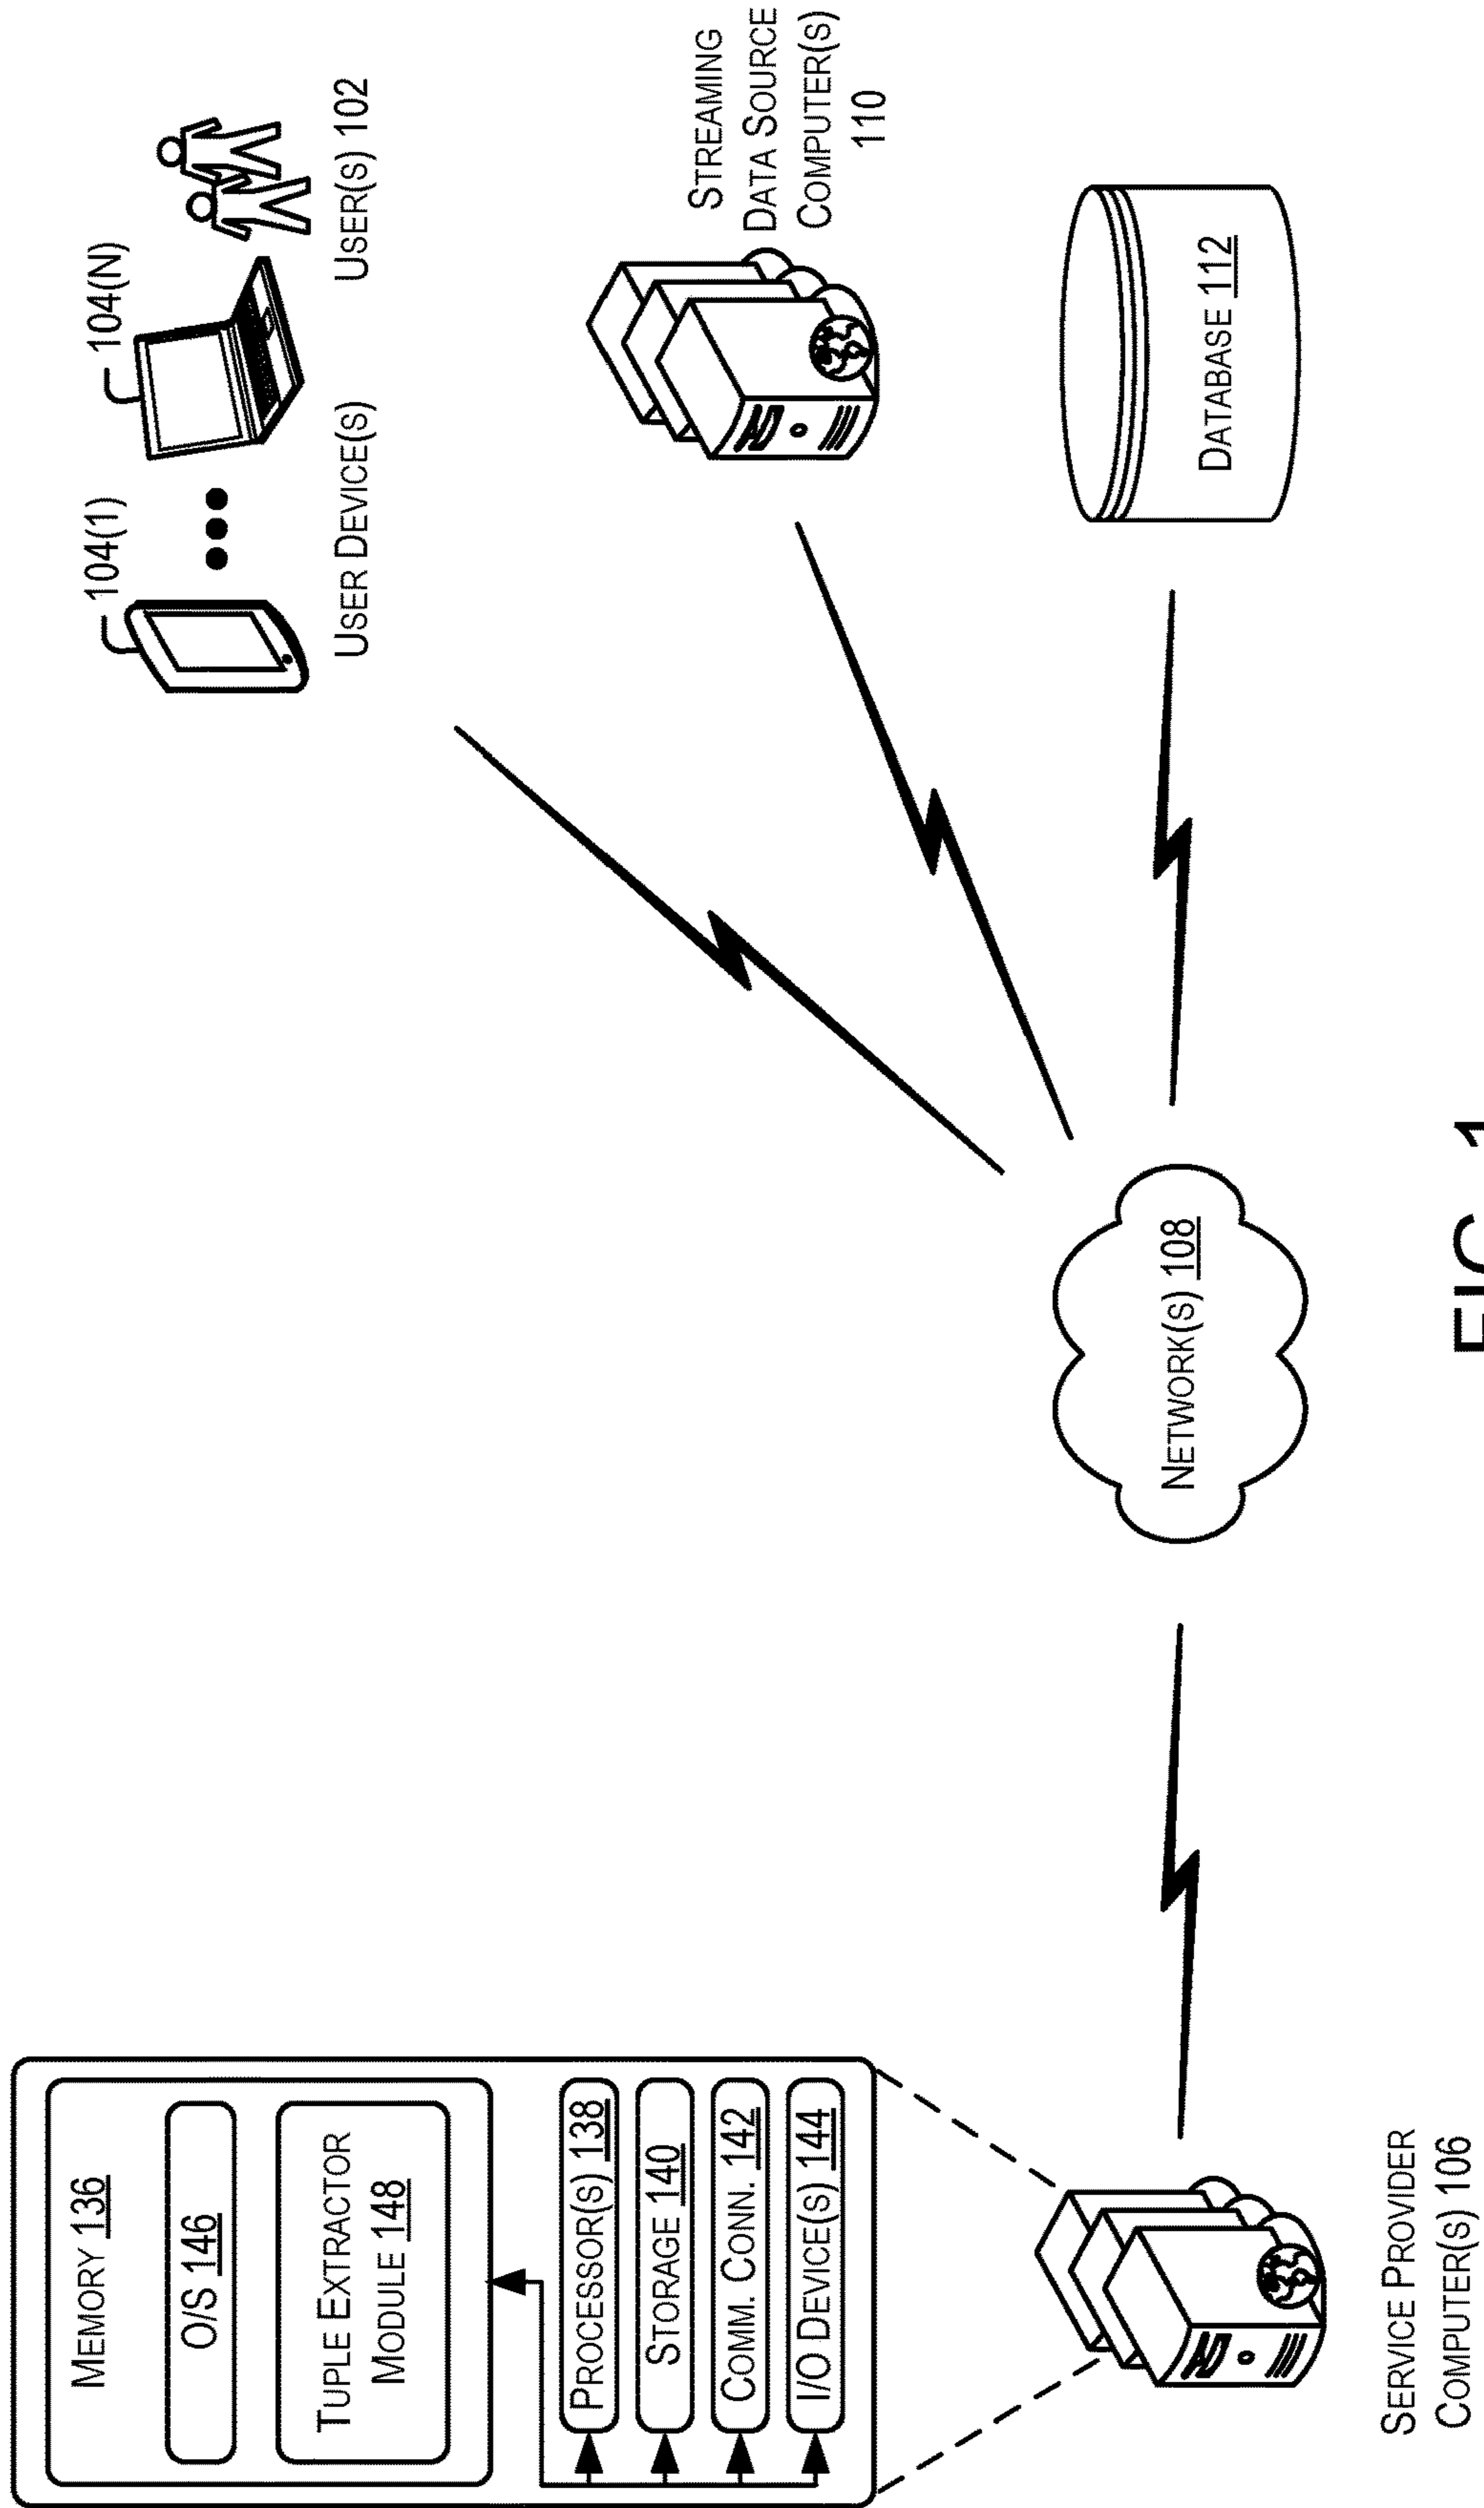 MEMORY 136
O/S 146
TUPLE EXTRACTOR
MODULE 148
PROCESSOR(S) 138
STORAGE 140
COMM. CONN. 142
I/O DEVICE(S) 144
SERVICE PROVIDER
COMPUTER(S) 106
NETWORK(S) 108
104(1)
104(N)
USER DEVICE(S)
USER(S) 102
STREAMING
DATA SOURCE
COMPUTER(S)
110
DATABASE 112
FIG. 1